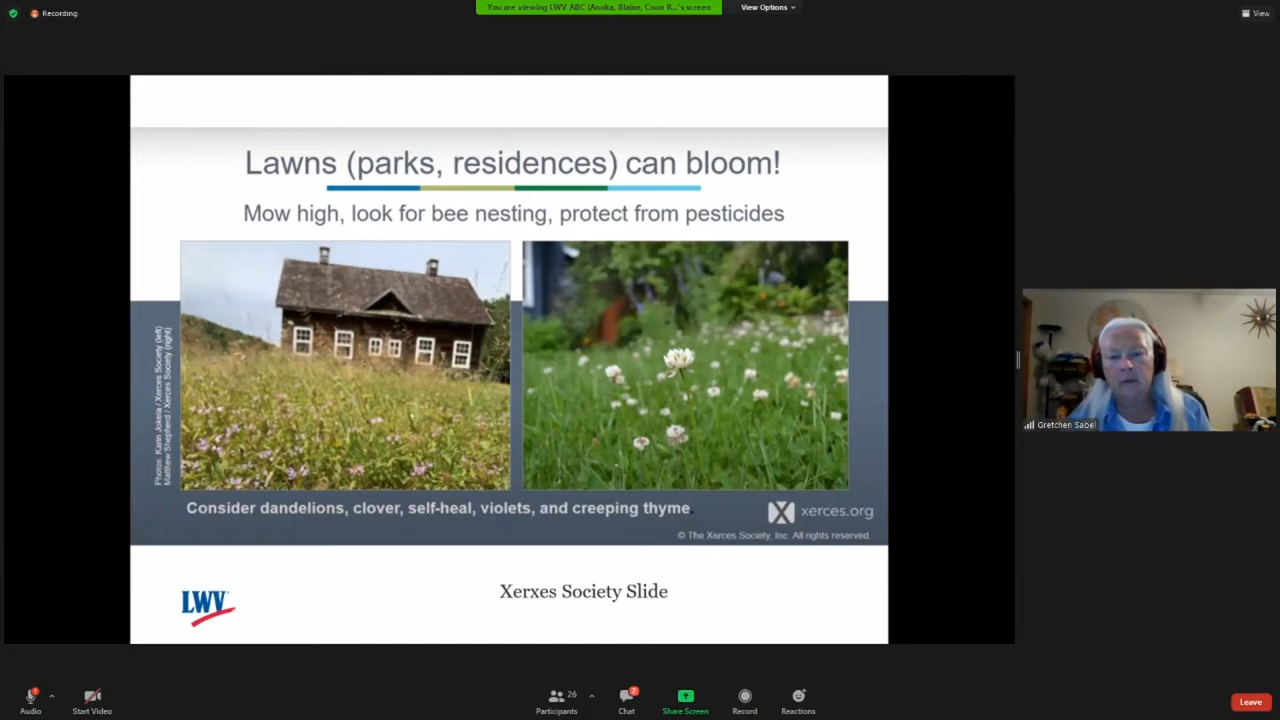 Recording
You are viewing LWV ABC (Anoka, Blaine, Coon R...'s screen
View Options
View
Lawns (parks, residences) can bloom!
Mow high, look for bee nesting, protect from pesticides
Photos: Karin Jokela / Xerces Society (left)
Matthew Shepherd / Xerces Society (right)
Consider dandelions, clover, self-heal, violets, and creeping thyme.
xerces.org
© The Xerces Society, Inc. All rights reserved.
LWV
Xerxes Society Slide
Gretchen Sabel
Audio
Start Video
26
Participants
2
Chat
Share Screen
Record
Reactions
Leave